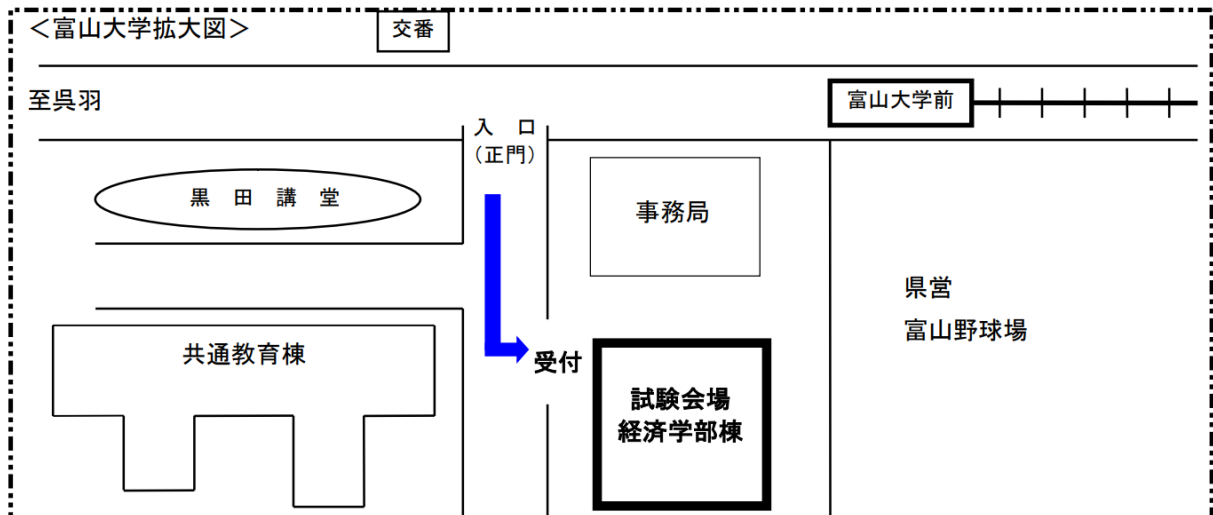 ＜富山大学拡大図＞
交番
至呉羽
富山大学前
入 口
（正門）
黒 田 講 堂
事務局
県営
富山野球場
共通教育棟
受付
試験会場
経済学部棟